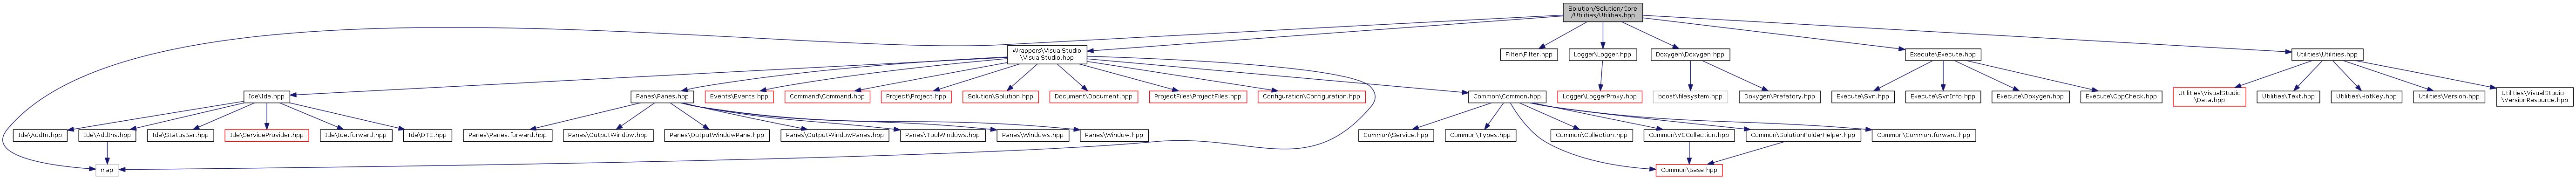 Solution/Solution/Core
/Utilities/Utilities.hpp
Wrappers\VisualStudio
\VisualStudio.hpp
Filter\Filter.hpp
Logger\Logger.hpp
Doxygen\Doxygen.hpp
Execute\Execute.hpp
Utilities\Utilities.hpp
Ide\Ide.hpp
Panes\Panes.hpp
Events\Events.hpp
Command\Command.hpp
Project\Project.hpp
Solution\Solution.hpp
Document\Document.hpp
ProjectFiles\ProjectFiles.hpp
Configuration\Configuration.hpp
Common\Common.hpp
Logger\LoggerProxy.hpp
boost\filesystem.hpp
Doxygen\Prefatory.hpp
Execute\Svn.hpp
Execute\SvnInfo.hpp
Execute\Doxygen.hpp
Execute\CppCheck.hpp
Utilities\VisualStudio
\Data.hpp
Utilities\Text.hpp
Utilities\HotKey.hpp
Utilities\Version.hpp
Utilities\VisualStudio
\VersionResource.hpp
Ide\AddIn.hpp
Ide\AddIns.hpp
Ide\StatusBar.hpp
Ide\ServiceProvider.hpp
Ide\Ide.forward.hpp
Ide\DTE.hpp
Panes\Panes.forward.hpp
Panes\OutputWindow.hpp
Panes\OutputWindowPane.hpp
Panes\OutputWindowPanes.hpp
Panes\ToolWindows.hpp
Panes\Windows.hpp
Panes\Window.hpp
Common\Service.hpp
Common\Types.hpp
Common\Collection.hpp
Common\VCCollection.hpp
Common\SolutionFolderHelper.hpp
Common\Common.forward.hpp
map
Common\Base.hpp